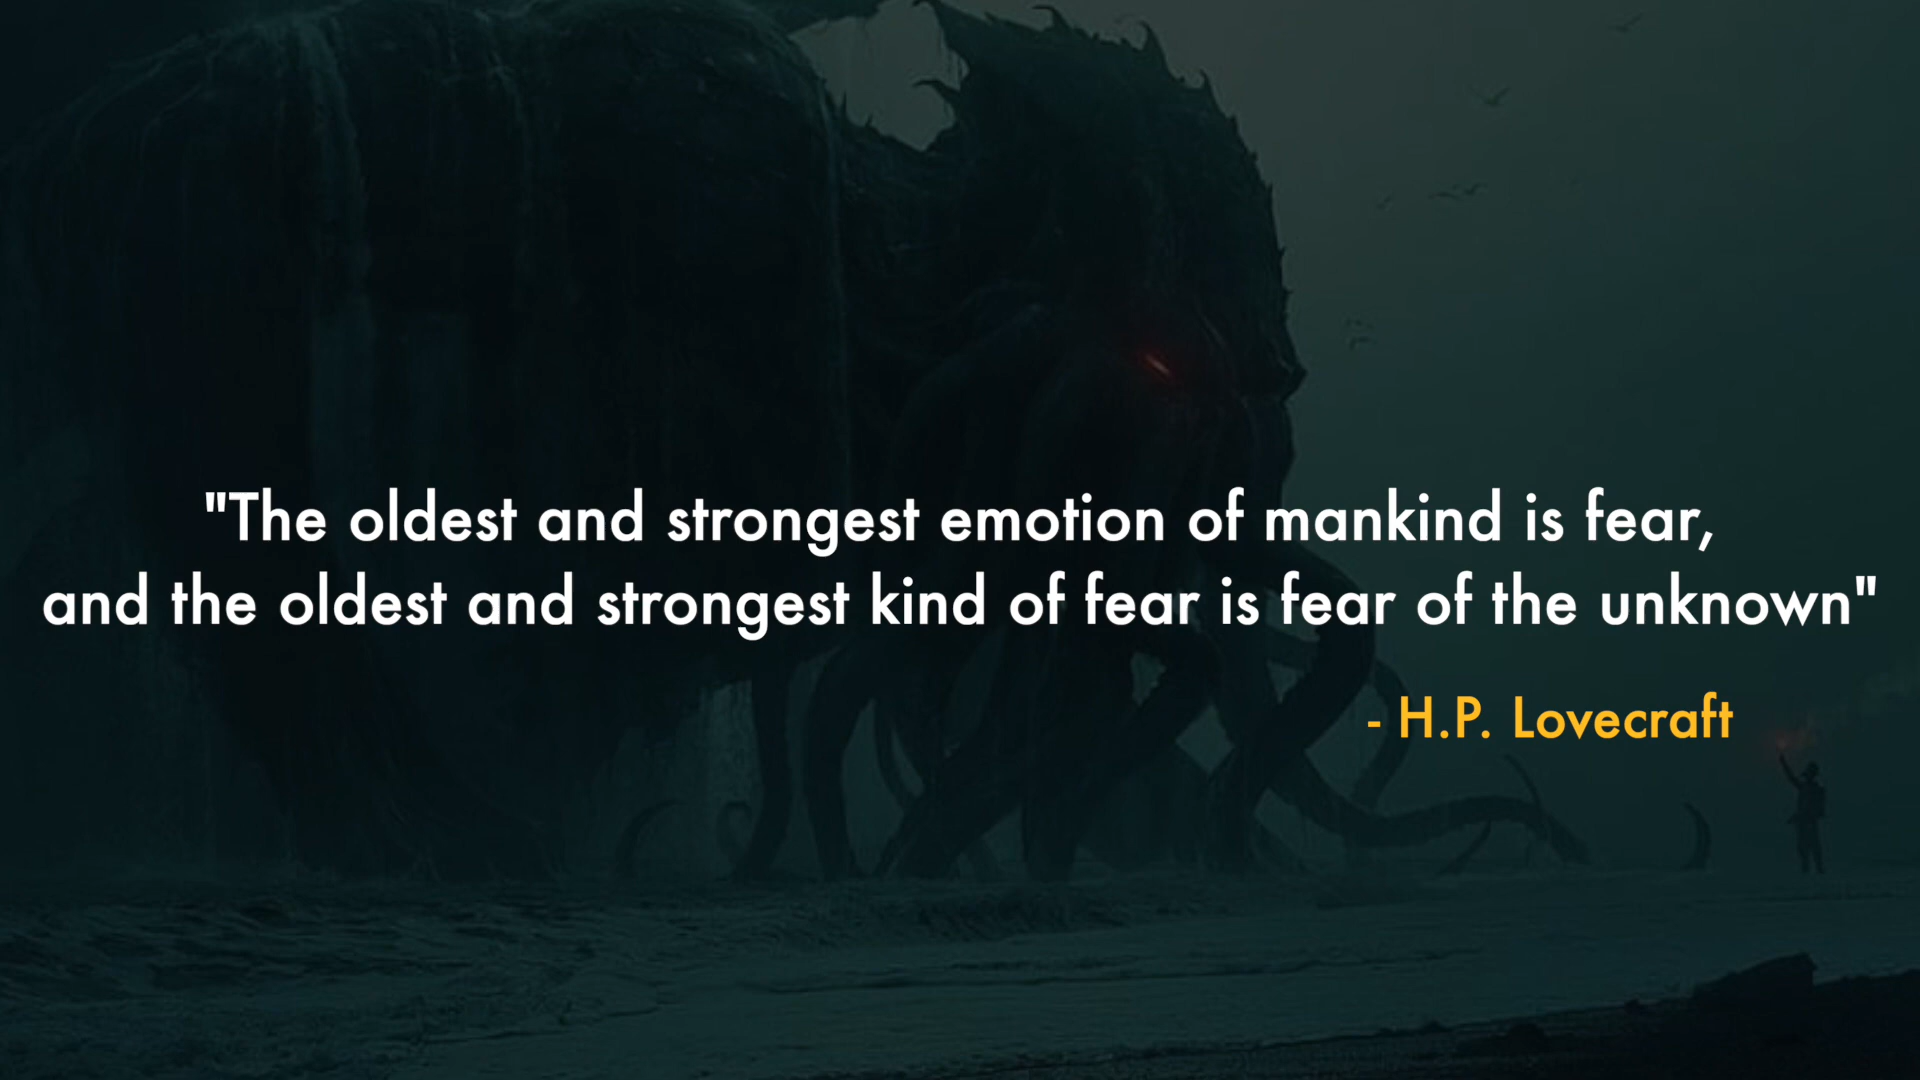 "The oldest and strongest emotion of mankind is fear,
and the oldest and strongest kind of fear is fear of the unknown"
- H.P. Lovecraft